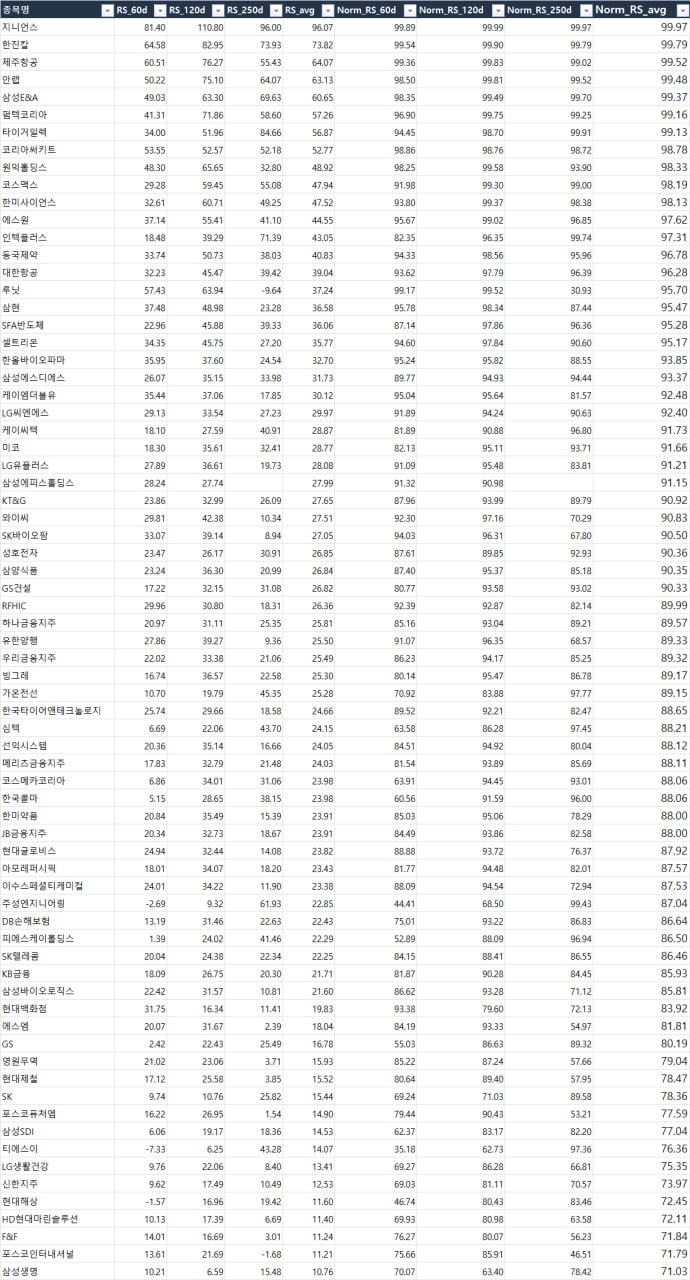 종목명 RS_60d RS_120d RS_250d RS_avg Norm_RS_60d Norm_RS_120d Norm_RS_250d Norm_RS_avg
지니언스 81.40 110.80 96.00 96.07 99.89 99.99 99.97 99.97
한진칼 64.58 82.95 73.93 73.82 99.54 99.90 99.79 99.79
제주항공 60.51 76.27 55.43 64.07 99.36 99.83 99.02 99.52
안랩 50.22 75.10 64.07 63.13 98.50 99.81 99.52 99.48
삼성E&A 49.03 63.30 69.63 60.65 98.35 99.49 99.70 99.37
펌텍코리아 41.31 71.86 58.60 57.26 96.90 99.75 99.25 99.16
타이거일렉 34.00 51.96 84.66 56.87 94.45 98.70 99.91 99.13
코리아써키트 53.55 52.57 52.18 52.77 98.86 98.76 98.72 98.78
원익홀딩스 48.30 65.65 32.80 48.92 98.25 99.58 93.90 98.33
코스맥스 29.28 59.45 55.08 47.94 91.98 99.30 99.00 98.19
한미사이언스 32.61 60.71 49.25 47.52 93.80 99.37 98.38 98.13
에스원 37.14 55.41 41.10 44.55 95.67 99.02 96.85 97.62
인텍플러스 18.48 39.29 71.39 43.05 82.35 96.35 99.74 97.31
동국제약 33.74 50.73 38.03 40.83 94.33 98.56 95.96 96.78
대한항공 32.23 45.47 39.42 39.04 93.62 97.79 96.39 96.28
루닛 57.43 63.94 -9.64 37.24 99.17 99.52 30.93 95.70
삼현 37.48 48.98 23.28 36.58 95.78 98.34 87.44 95.47
SFA반도체 22.96 45.88 39.33 36.06 87.14 97.86 96.36 95.28
셀트리온 34.35 45.75 27.20 35.77 94.60 97.84 90.60 95.17
한올바이오파마 35.95 37.60 24.54 32.70 95.24 95.82 88.55 93.85
삼성에스디에스 26.07 35.15 33.98 31.73 89.77 94.93 94.44 93.37
케이엠더블유 35.44 37.06 17.85 30.12 95.04 95.64 81.57 92.48
LG씨엔에스 29.13 33.54 27.23 29.97 91.89 94.24 90.63 92.40
케이씨텍 18.10 27.59 40.91 28.87 81.89 90.88 96.80 91.73
미코 18.30 35.61 32.41 28.77 82.13 95.11 93.71 91.66
LG유플러스 27.89 36.61 19.73 28.08 91.09 95.48 83.81 91.21
삼성에피스홀딩스 28.24 27.74 27.99 91.32 90.98 91.15
KT&G 23.86 32.99 26.09 27.65 87.96 93.99 89.79 90.92
와이씨 29.81 42.38 10.34 27.51 92.30 97.16 70.29 90.83
SK바이오팜 33.07 39.14 8.94 27.05 94.03 96.31 67.80 90.50
성호전자 23.47 26.17 30.91 26.85 87.61 89.85 92.93 90.36
삼양식품 23.24 36.30 20.99 26.84 87.40 95.37 85.18 90.35
GS건설 17.22 32.15 31.08 26.82 80.77 93.58 93.02 90.33
RFHIC 29.96 30.80 18.31 26.36 92.39 92.87 82.14 89.99
하나금융지주 20.97 31.11 25.35 25.81 85.16 93.04 89.21 89.57
유한양행 27.86 39.27 9.36 25.50 91.07 96.35 68.57 89.33
우리금융지주 22.02 33.38 21.06 25.49 86.23 94.17 85.25 89.32
빙그레 16.74 36.57 22.58 25.30 80.14 95.47 86.78 89.17
가온전선 10.70 19.79 45.35 25.28 70.92 83.88 97.77 89.15
한국타이어앤테크놀로지 25.74 29.66 18.58 24.66 89.52 92.21 82.47 88.65
심텍 6.69 22.06 43.70 24.15 63.58 86.28 97.45 88.21
선익시스템 20.36 35.14 16.66 24.05 84.51 94.92 80.04 88.12
메리츠금융지주 17.83 32.79 21.48 24.03 81.54 93.89 85.69 88.11
코스메카코리아 6.86 34.01 31.06 23.98 63.91 94.45 93.01 88.06
한국콜마 5.15 28.65 38.15 23.98 60.56 91.59 96.00 88.06
한미약품 20.84 35.49 15.39 23.91 85.03 95.06 78.29 88.00
JB금융지주 20.34 32.73 18.67 23.91 84.49 93.86 82.58 88.00
현대글로비스 24.94 32.44 14.08 23.82 88.88 93.72 76.37 87.92
아모레퍼시픽 18.01 34.07 18.20 23.43 81.77 94.48 82.01 87.57
이수스페셜티케미컬 24.01 34.22 11.90 23.38 88.09 94.54 72.94 87.53
주성엔지니어링 -2.69 9.32 61.93 22.85 44.41 68.50 99.43 87.04
DB손해보험 13.19 31.46 22.63 22.43 75.01 93.22 86.83 86.64
피에스케이홀딩스 1.39 24.02 41.46 22.29 52.89 88.09 96.94 86.50
SK텔레콤 20.04 24.38 22.34 22.25 84.15 88.41 86.55 86.46
KB금융 18.09 26.75 20.30 21.71 81.87 90.28 84.45 85.93
삼성바이오로직스 22.42 31.57 10.81 21.60 86.62 93.28 71.12 85.81
현대백화점 31.75 16.34 11.41 19.83 93.38 79.60 72.13 83.92
에스엠 20.07 31.67 2.39 18.04 84.19 93.33 54.97 81.81
GS 2.42 22.43 25.49 16.78 55.03 86.63 89.32 80.19
영원무역 21.02 23.06 3.71 15.93 85.22 87.24 57.66 79.04
현대제철 17.12 25.58 3.85 15.52 80.64 89.40 57.95 78.47
SK 9.74 10.76 25.82 15.44 69.24 71.03 89.58 78.36
포스코퓨처엠 16.22 26.95 1.54 14.90 79.44 90.43 53.21 77.59
삼성SDI 6.06 19.17 18.36 14.53 62.37 83.17 82.20 77.04
티에스이 -7.33 6.25 43.28 14.07 35.18 62.73 97.36 76.36
LG생활건강 9.76 22.06 8.40 13.41 69.27 86.28 66.81 75.35
신한지주 9.62 17.49 10.49 12.53 69.03 81.11 70.57 73.97
현대해상 -1.57 16.96 19.42 11.60 46.74 80.43 83.46 72.45
HD현대마린솔루션 10.13 17.39 6.69 11.40 69.93 80.98 63.58 72.11
F&F 14.01 16.69 3.01 11.24 76.27 80.07 56.23 71.84
포스코인터내셔널 13.61 21.69 -1.68 11.21 75.66 85.91 46.51 71.79
삼성생명 10.21 6.59 15.48 10.76 70.07 63.40 78.42 71.03